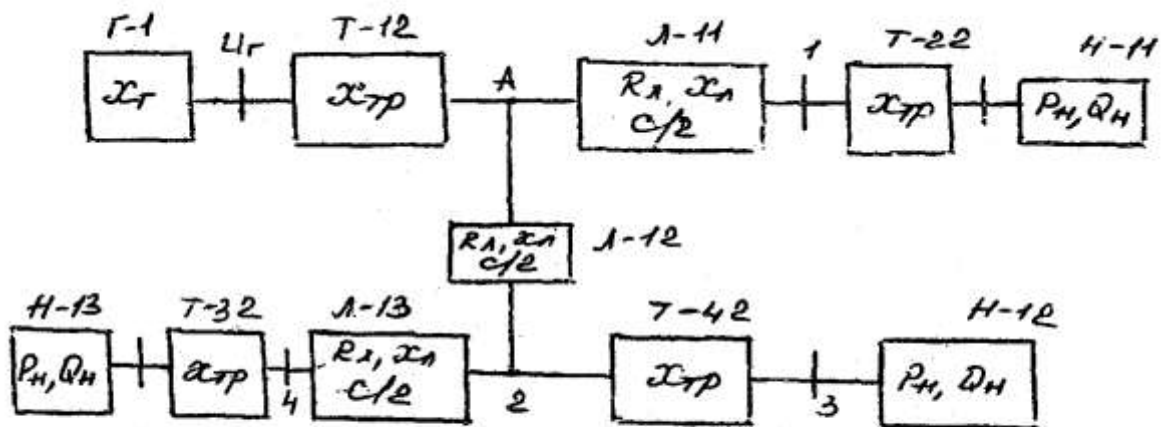 Г-1
Uг
Т-12
А
Л-11
1
Т-22
Н-11
Xг
Xтр
Rл, Xл
С/2
Xтр
Pн, Qн
Rл, Xл
С/2
Л-12
Н-13
Т-32
Л-13
Т-42
Н-12
Pн, Qн
Xтр
4
Rл, Xл
С/2
2
Xтр
3
Pн, Qн